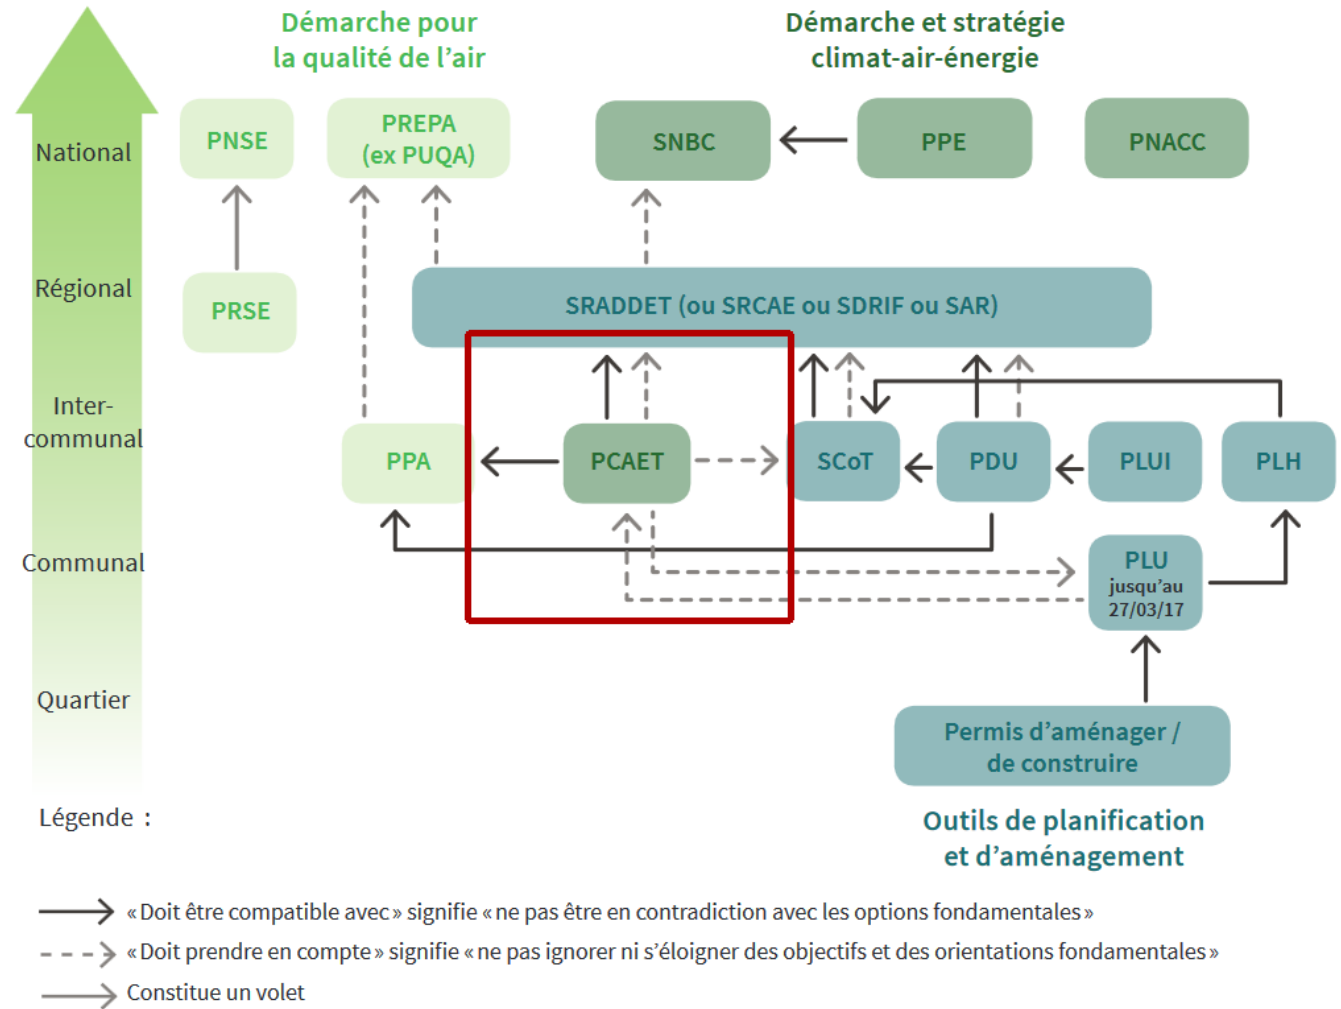 Démarche pour
la qualité de l’air
Démarche et stratégie
climat-air-énergie
National
PNSE
PREPA
(ex PUQA)
SNBC
PPE
PNACC
Régional
PRSE
SRADDET (ou SRCAE ou SDRIF ou SAR)
Inter-
communal
PPA
PCAET
SCoT
PDU
PLUI
PLH
Communal
PLU
jusqu’au
27/03/17
Quartier
Permis d’aménager /
de construire
Légende :
Outils de planification
et d’aménagement
« Doit être compatible avec » signifie « ne pas être en contradiction avec les options fondamentales »
« Doit prendre en compte » signifie « ne pas ignorer ni s’éloigner des objectifs et des orientations fondamentales »
Constitue un volet